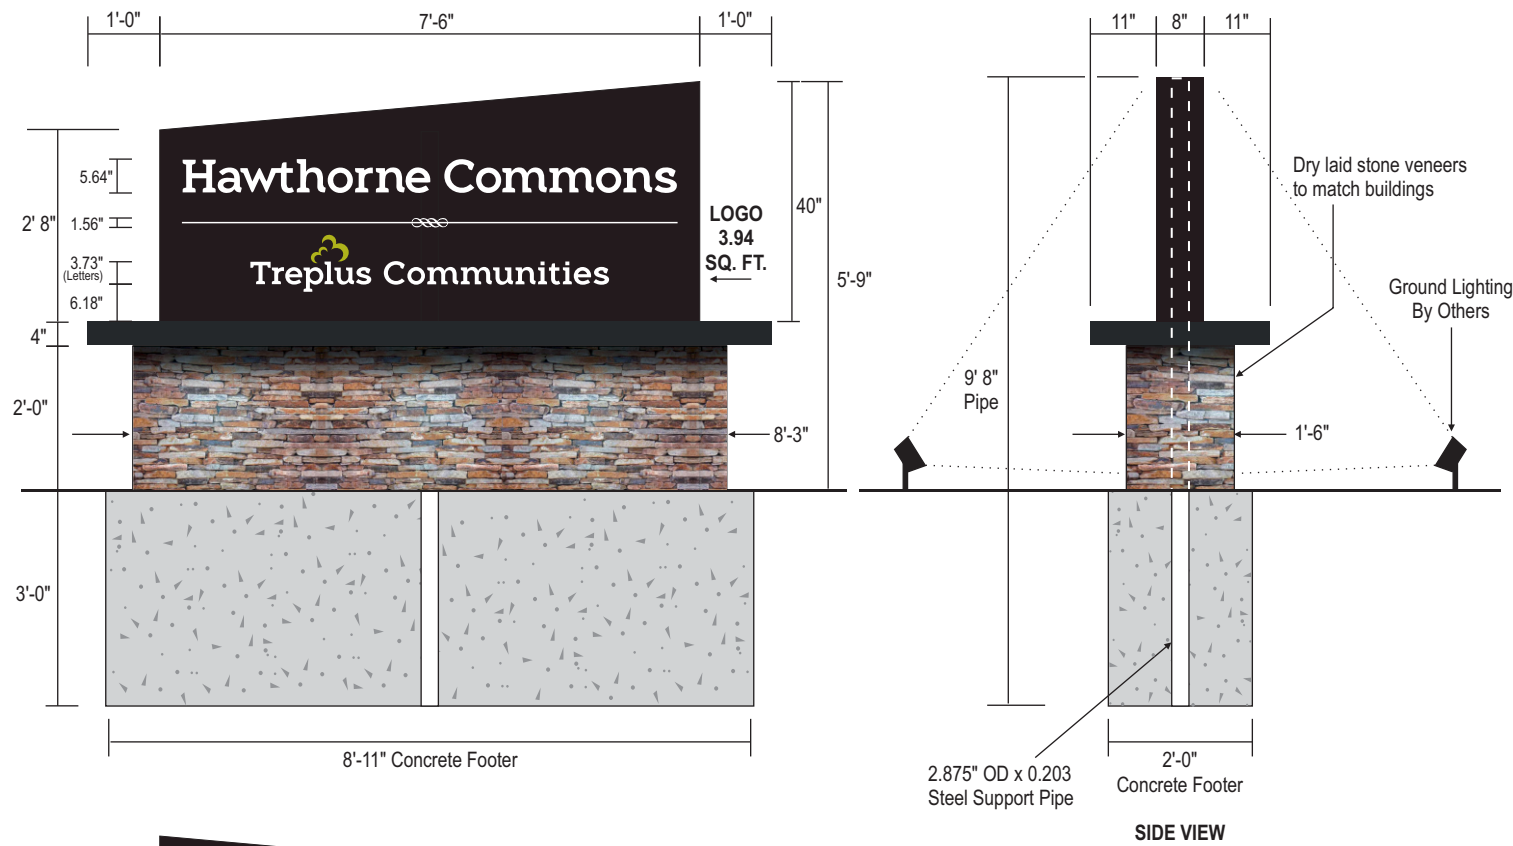 1'-0"
7'-6"
1'-0"
11"
8"
11"
Hawthorne Commons
Treplus Communities
5.64"
2' 8"
1.56"
3.73"
(Letters)
6.18"
4"
2'-0"
3'-0"
LOGO
3.94
SQ. FT.
40"
5'-9"
8'-3"
8'-11" Concrete Footer
Dry laid stone veneers
to match buildings
Ground Lighting
By Others
9' 8"
Pipe
1'-6"
2.875" OD x 0.203
Steel Support Pipe
2'-0"
Concrete Footer
SIDE VIEW